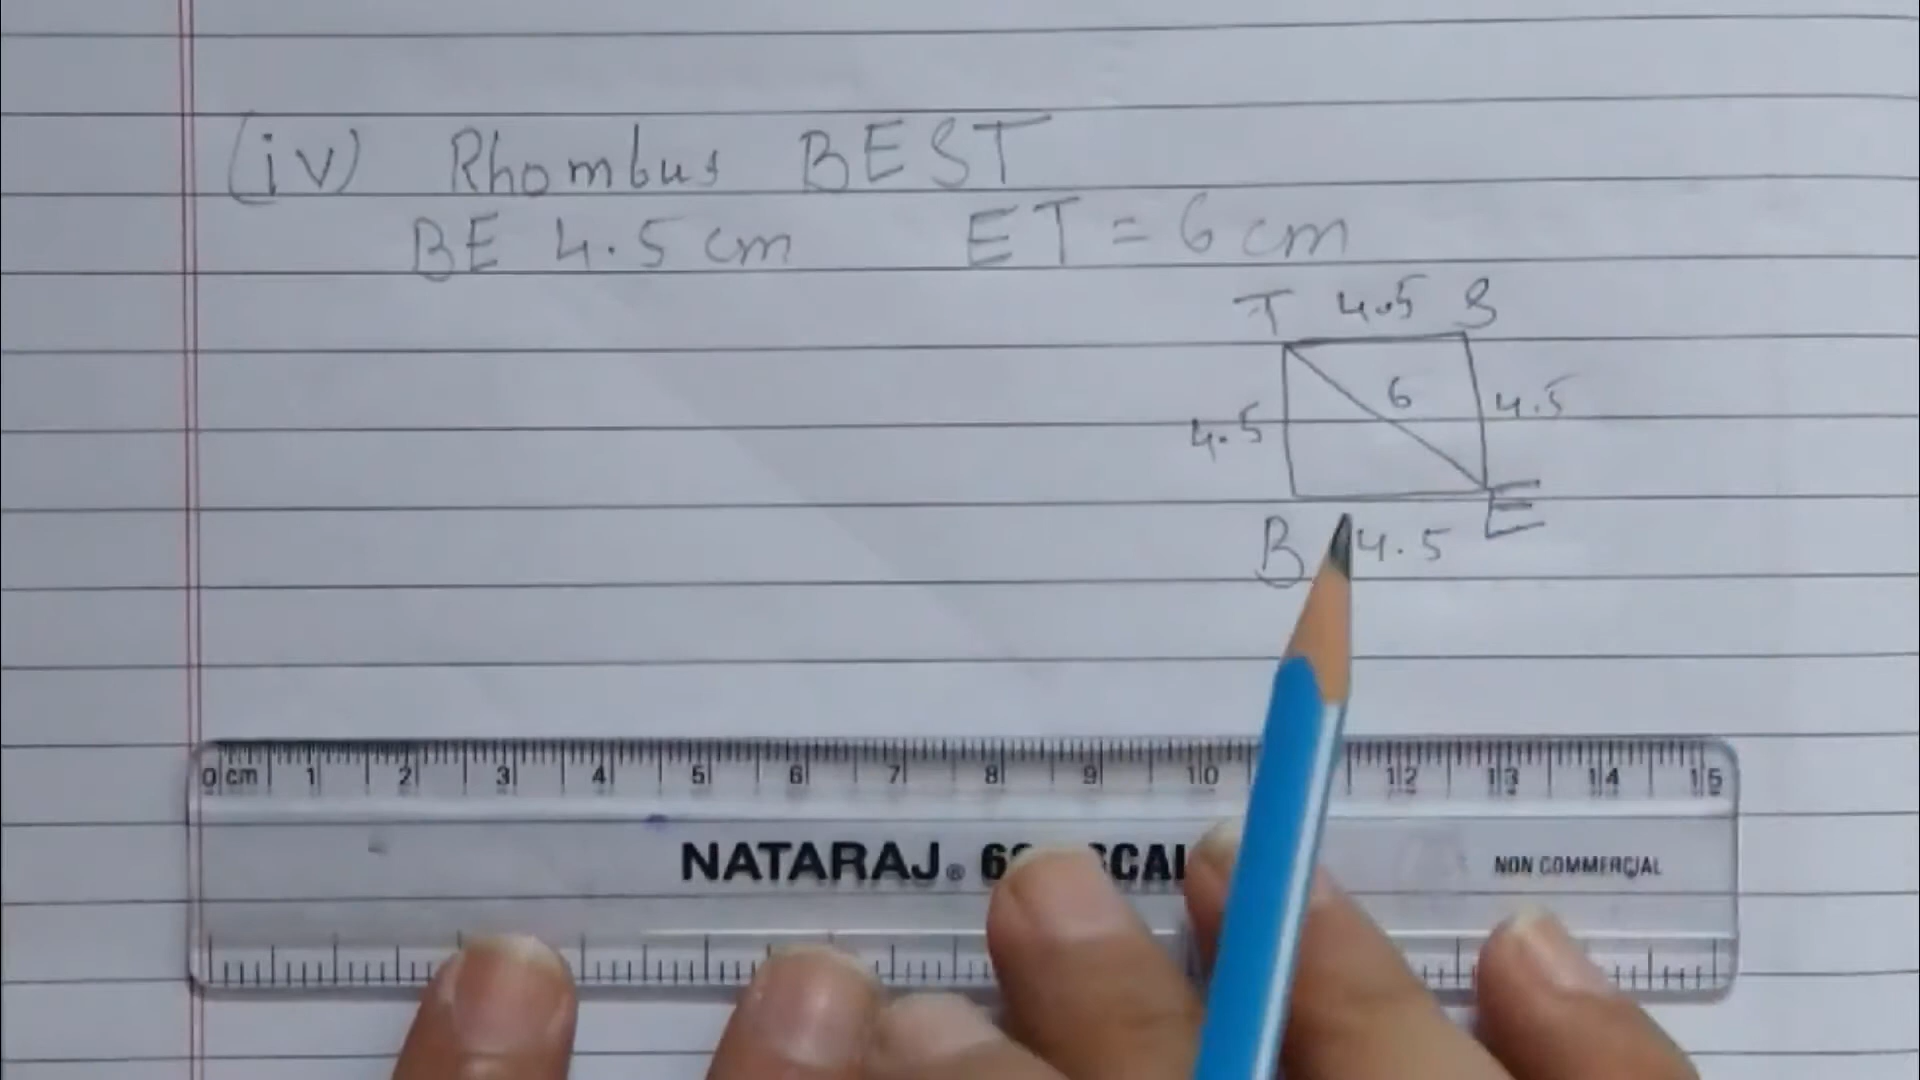 (iv) Rhombus BEST
BE 4.5 cm ET = 6 cm
T 4.5 S
6
4.5
4.5
B 4.5 E
0 cm 1 2 3 4 5 6 7 8 9 10 12 13 14 15
NATARAJ®
NON COMMERCIAL